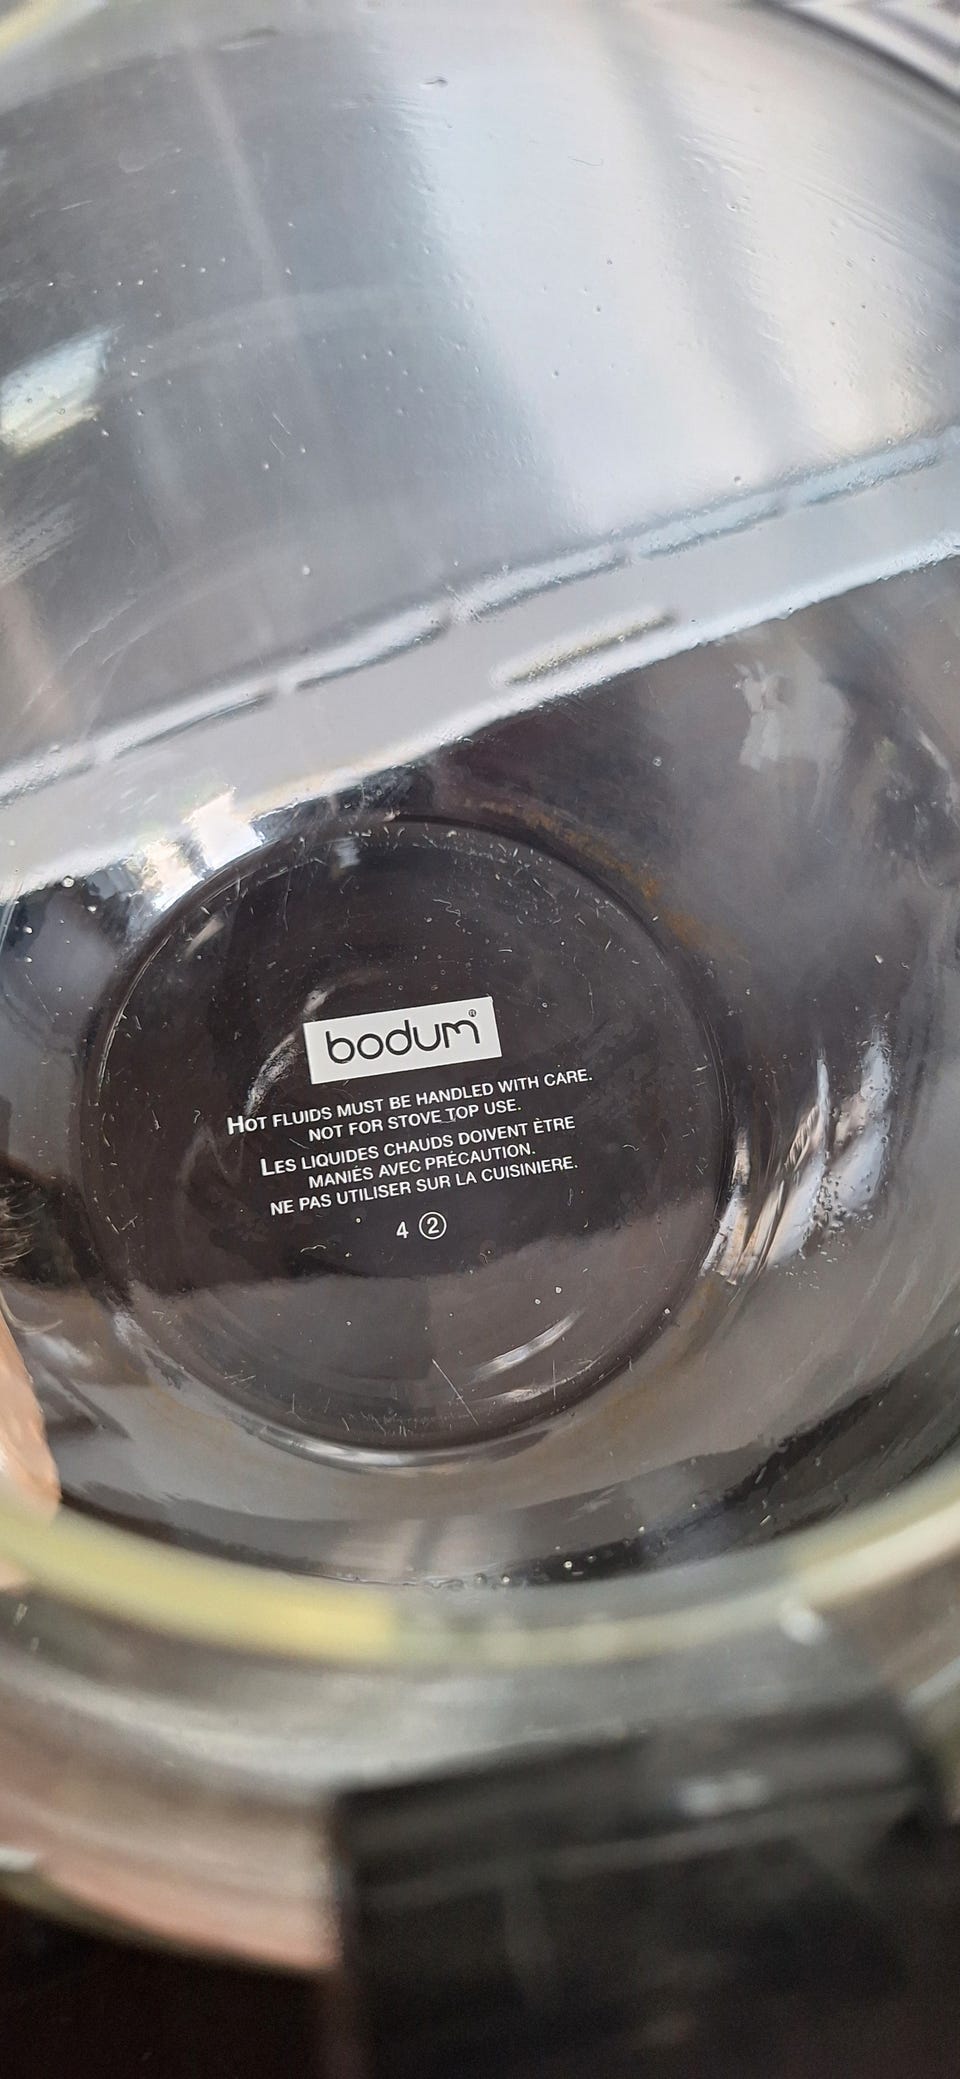 bodum®
HOT FLUIDS MUST BE HANDLED WITH CARE.
NOT FOR STOVE TOP USE.
LES LIQUIDES CHAUDS DOIVENT ÈTRE
MANIÉS AVEC PRÉCAUTION.
NE PAS UTILISER SUR LA CUISINIERE.
4 ②